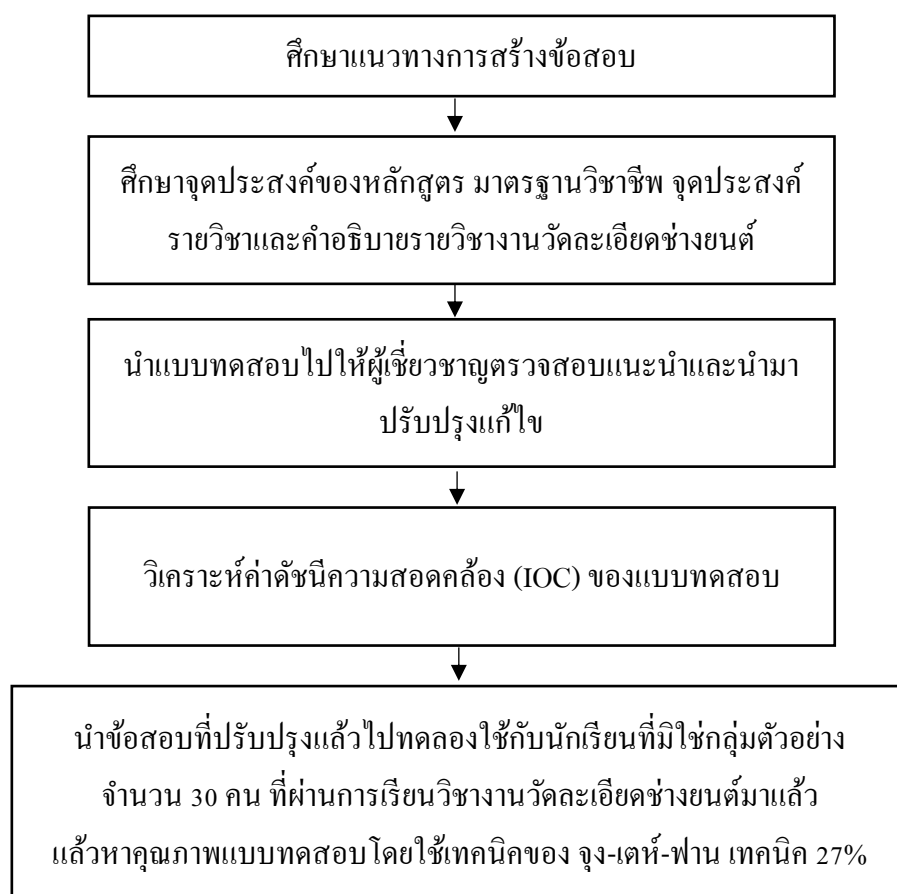 ศึกษาแนวทางการสร้างข้อสอบ
ศึกษาจุดประสงค์ของหลักสูตร มาตรฐานวิชาชีพ จุดประสงค์
รายวิชาและคำอธิบายรายวิชางานวัดละเอียดช่างยนต์
นำแบบทดสอบไปให้ผู้เชี่ยวชาญตรวจสอบแนะนำและนำมา
ปรับปรุงแก้ไข
วิเคราะห์ค่าดัชนีความสอดคล้อง (IOC) ของแบบทดสอบ
นำข้อสอบที่ปรับปรุงแล้วไปทดลองใช้กับนักเรียนที่มิใช่กลุ่มตัวอย่าง
จำนวน 30 คน ที่ผ่านการเรียนวิชางานวัดละเอียดช่างยนต์มาแล้ว
แล้วหาคุณภาพแบบทดสอบโดยใช้เทคนิคของ จุง-เตห์-ฟาน เทคนิค 27%